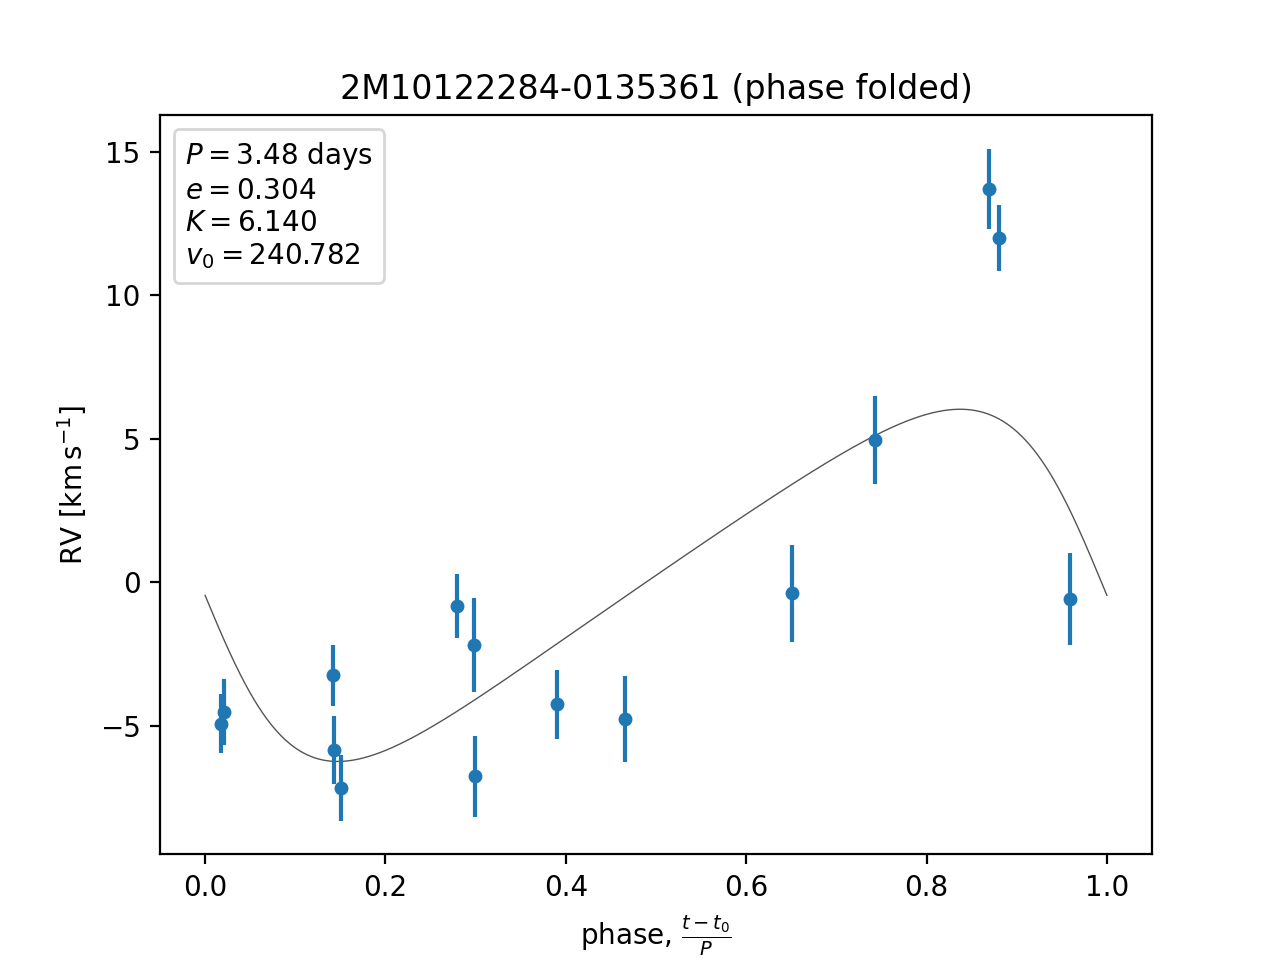 2M10122284-0135361 (phase folded)
P = 3.48 days
e = 0.304
K = 6.140
v₀ = 240.782
15
10
5
0
−5
RV [km s⁻¹]
0.0 0.2 0.4 0.6 0.8 1.0
phase, (t − t₀)/P